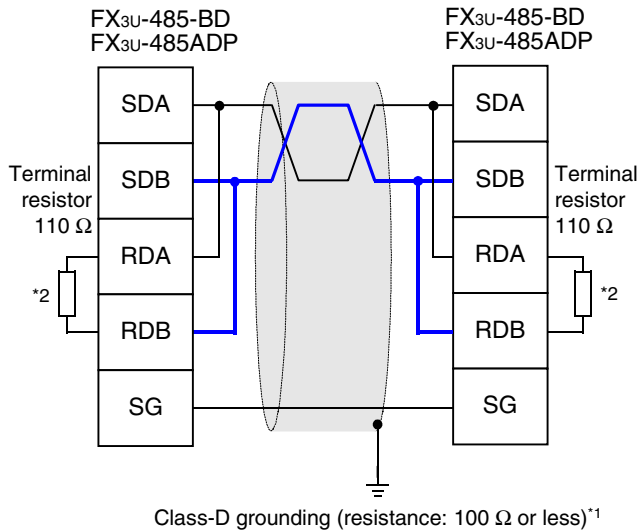 FX3U-485-BD
FX3U-485ADP
FX3U-485-BD
FX3U-485ADP
SDA
SDB
RDA
RDB
SG
Terminal
resistor
110 Ω
*2
SDA
SDB
RDA
RDB
SG
Terminal
resistor
110 Ω
*2
Class-D grounding (resistance: 100 Ω or less)*1